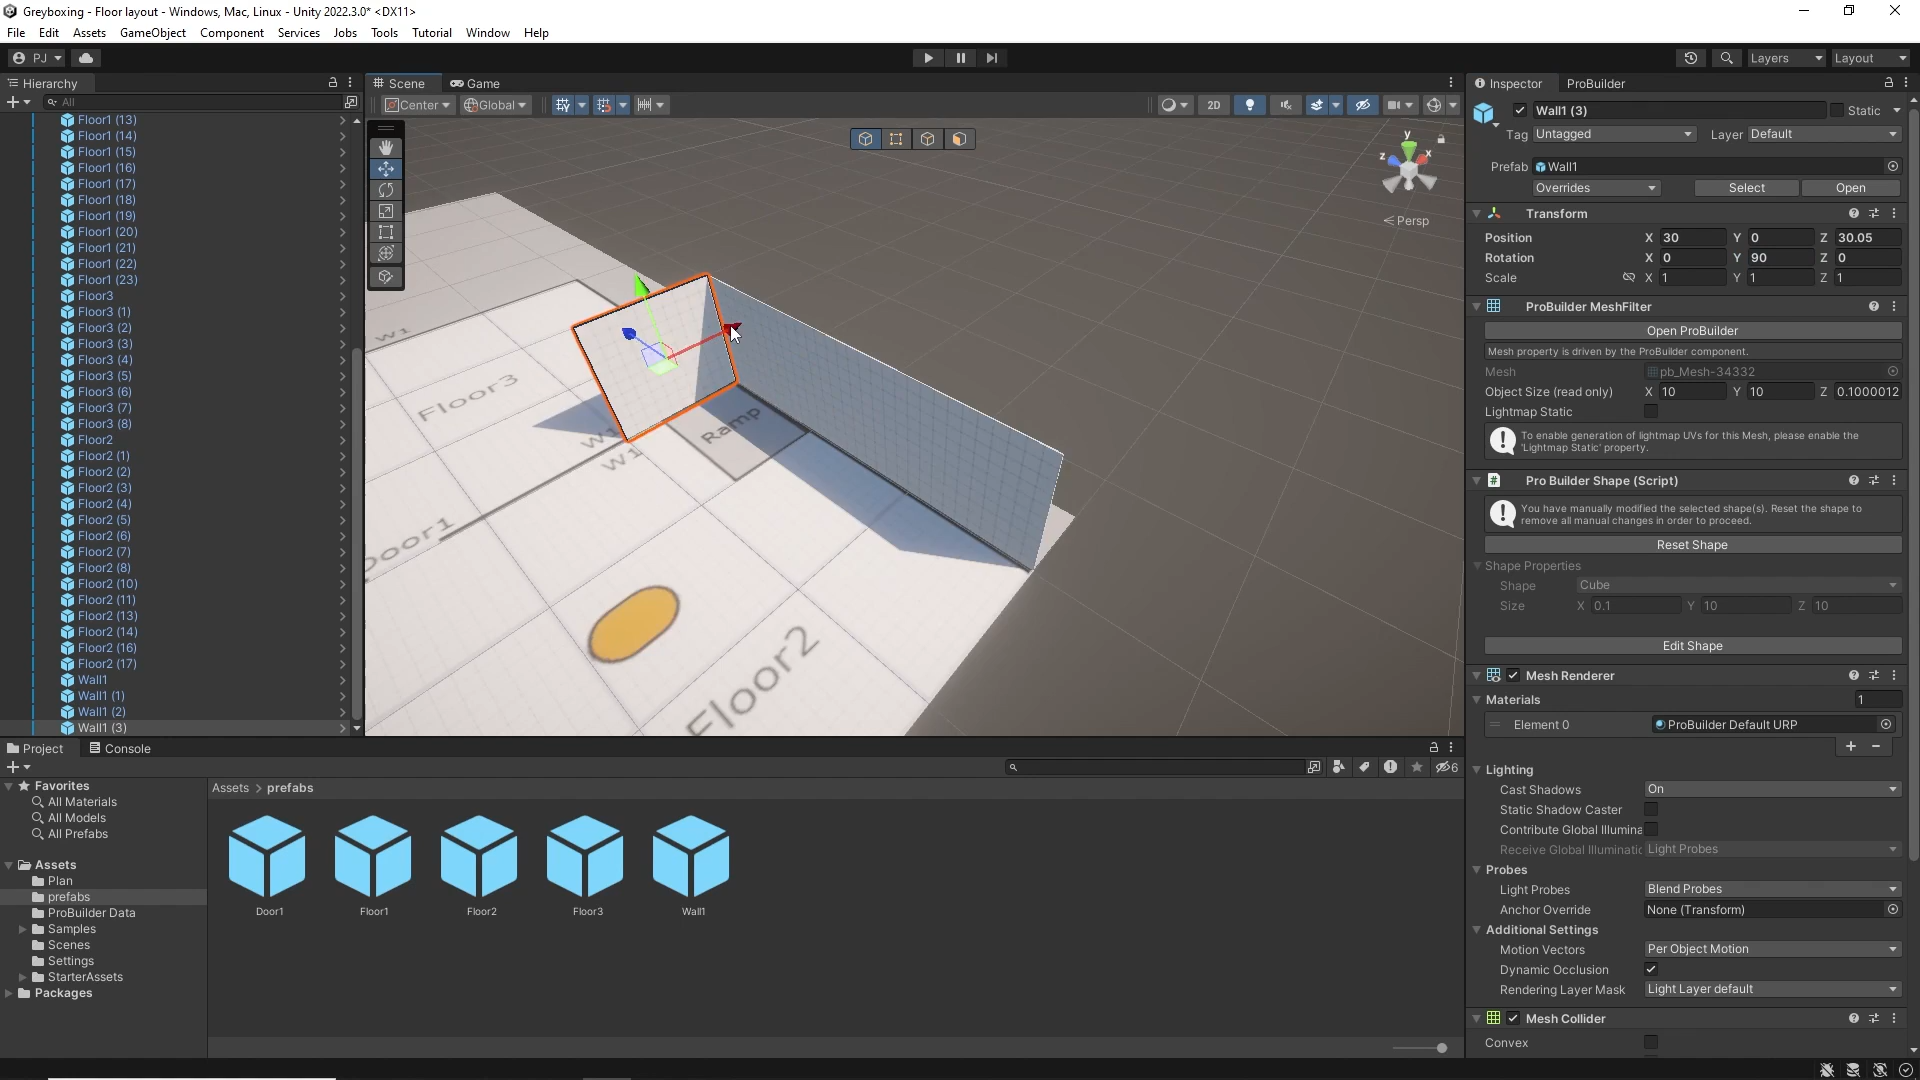 Greyboxing - Floor layout - Windows, Mac, Linux - Unity 2022.3.0* <DX11>
File Edit Assets GameObject Component Services Jobs Tools Tutorial Window Help
PJ
Layers
Layout
Hierarchy
All
Floor1 (13)
Floor1 (14)
Floor1 (15)
Floor1 (16)
Floor1 (17)
Floor1 (18)
Floor1 (19)
Floor1 (20)
Floor1 (21)
Floor1 (22)
Floor1 (23)
Floor3
Floor3 (1)
Floor3 (2)
Floor3 (3)
Floor3 (4)
Floor3 (5)
Floor3 (6)
Floor3 (7)
Floor3 (8)
Floor2
Floor2 (1)
Floor2 (2)
Floor2 (3)
Floor2 (4)
Floor2 (5)
Floor2 (6)
Floor2 (7)
Floor2 (8)
Floor2 (10)
Floor2 (11)
Floor2 (13)
Floor2 (14)
Floor2 (16)
Floor2 (17)
Wall1
Wall1 (1)
Wall1 (2)
Wall1 (3)
Scene
Game
Center
Global
2D
y
x
z
Persp
W1
Floor3
W1
W1
Ramp
Door1
Floor2
Inspector
ProBuilder
Wall1 (3)
Static
Tag Untagged
Layer Default
Prefab Wall1
Overrides
Select
Open
Transform
Position X 30 Y 0 Z 30.05
Rotation X 0 Y 90 Z 0
Scale X 1 Y 1 Z 1
ProBuilder MeshFilter
Open ProBuilder
Mesh property is driven by the ProBuilder component.
Mesh pb_Mesh-34332
Object Size (read only) X 10 Y 10 Z 0.1000012
Lightmap Static
To enable generation of lightmap UVs for this Mesh, please enable the
'Lightmap Static' property.
Pro Builder Shape (Script)
You have manually modified the selected shape(s). Reset the shape to
remove all manual changes in order to proceed.
Reset Shape
Shape Properties
Shape Cube
Size X 0.1 Y 10 Z 10
Edit Shape
Mesh Renderer
Materials 1
Element 0 ProBuilder Default URP
Lighting
Cast Shadows On
Static Shadow Caster
Contribute Global Illumina
Receive Global Illuminatic Light Probes
Probes
Light Probes Blend Probes
Anchor Override None (Transform)
Additional Settings
Motion Vectors Per Object Motion
Dynamic Occlusion
Rendering Layer Mask Light Layer default
Mesh Collider
Convex
Project
Console
6
Favorites
All Materials
All Models
All Prefabs
Assets
Plan
prefabs
ProBuilder Data
Samples
Scenes
Settings
StarterAssets
Packages
Assets > prefabs
Door1
Floor1
Floor2
Floor3
Wall1